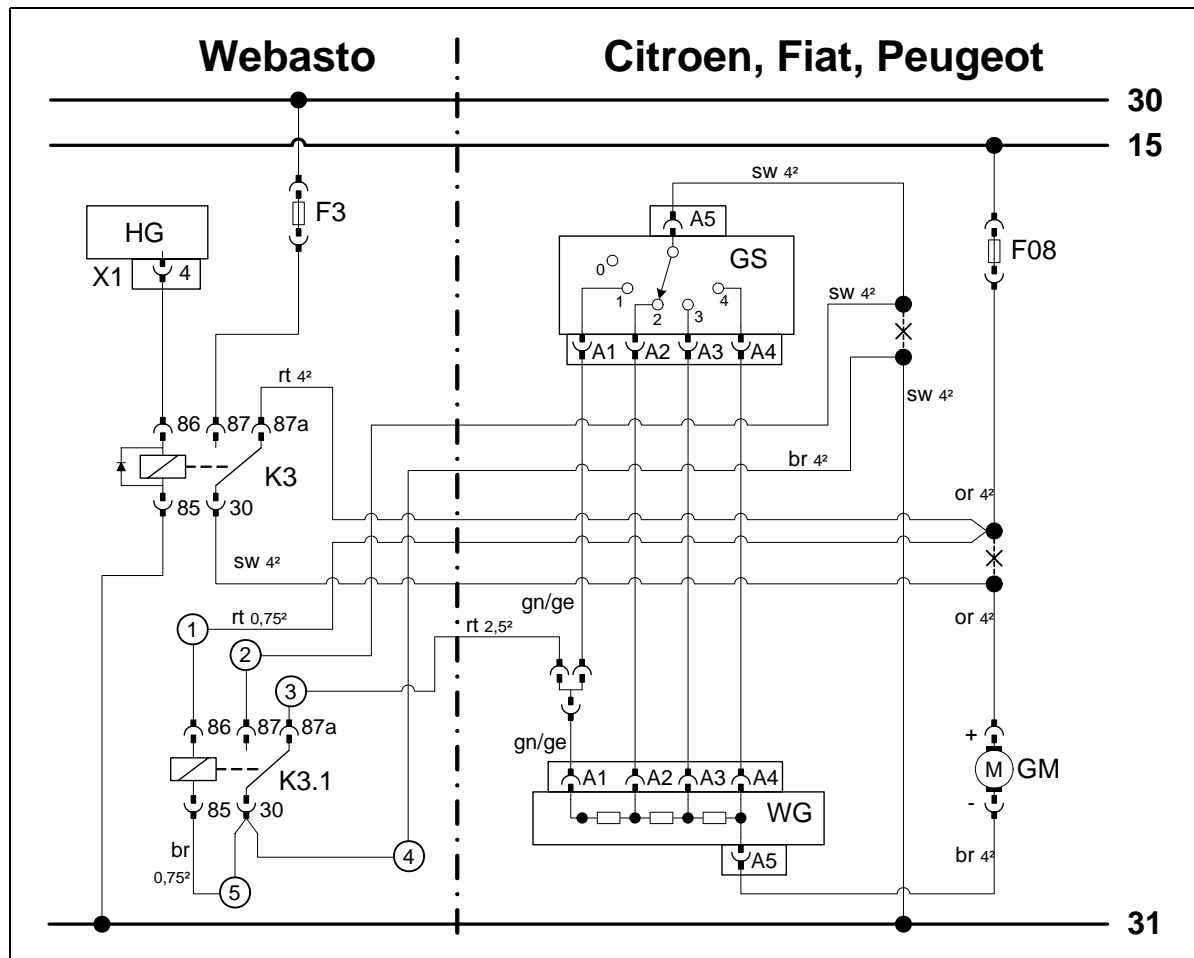 Webasto
Citroen, Fiat, Peugeot
30
15
sw 4²
F3
A5
HG
GS
F08
X1
4
0
1
2
3
4
sw 4²
A1
A2
A3
A4
rt 4²
sw 4²
86
87
87a
br 4²
K3
85
30
or 4²
sw 4²
gn/ge
or 4²
1
rt 0,75²
rt 2,5²
2
3
86
87
87a
gn/ge
+
M
GM
K3.1
A1
A2
A3
A4
85
30
WG
-
br
0,75²
4
A5
br 4²
5
31